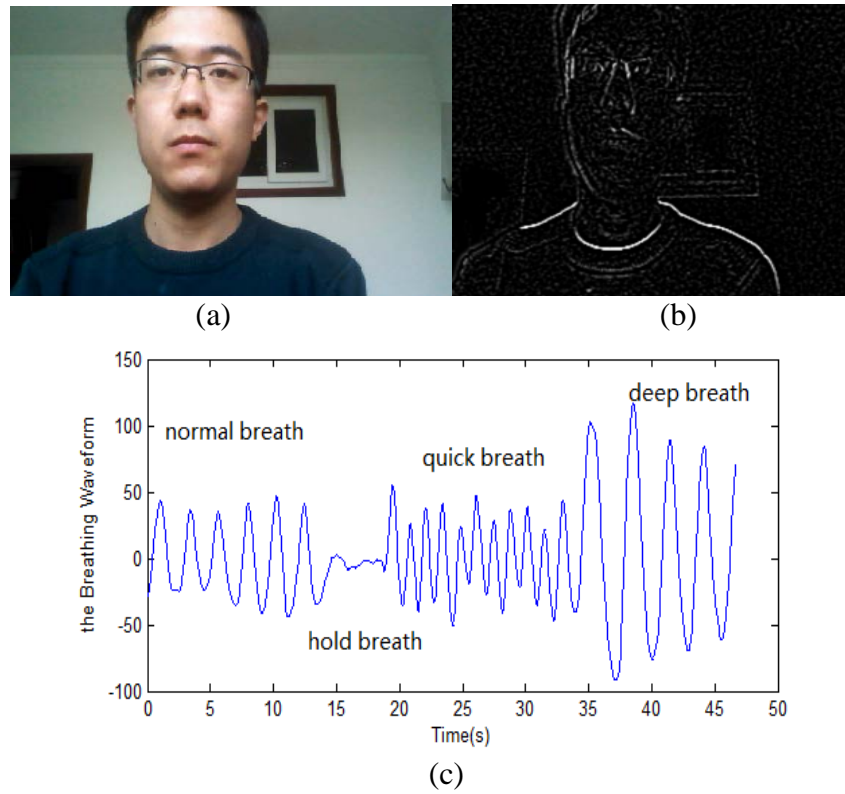 (a)
(b)
150
100
50
0
-50
-100
the Breathing Waveform
normal breath
hold breath
quick breath
deep breath
0 5 10 15 20 25 30 35 40 45 50
Time(s)
(c)